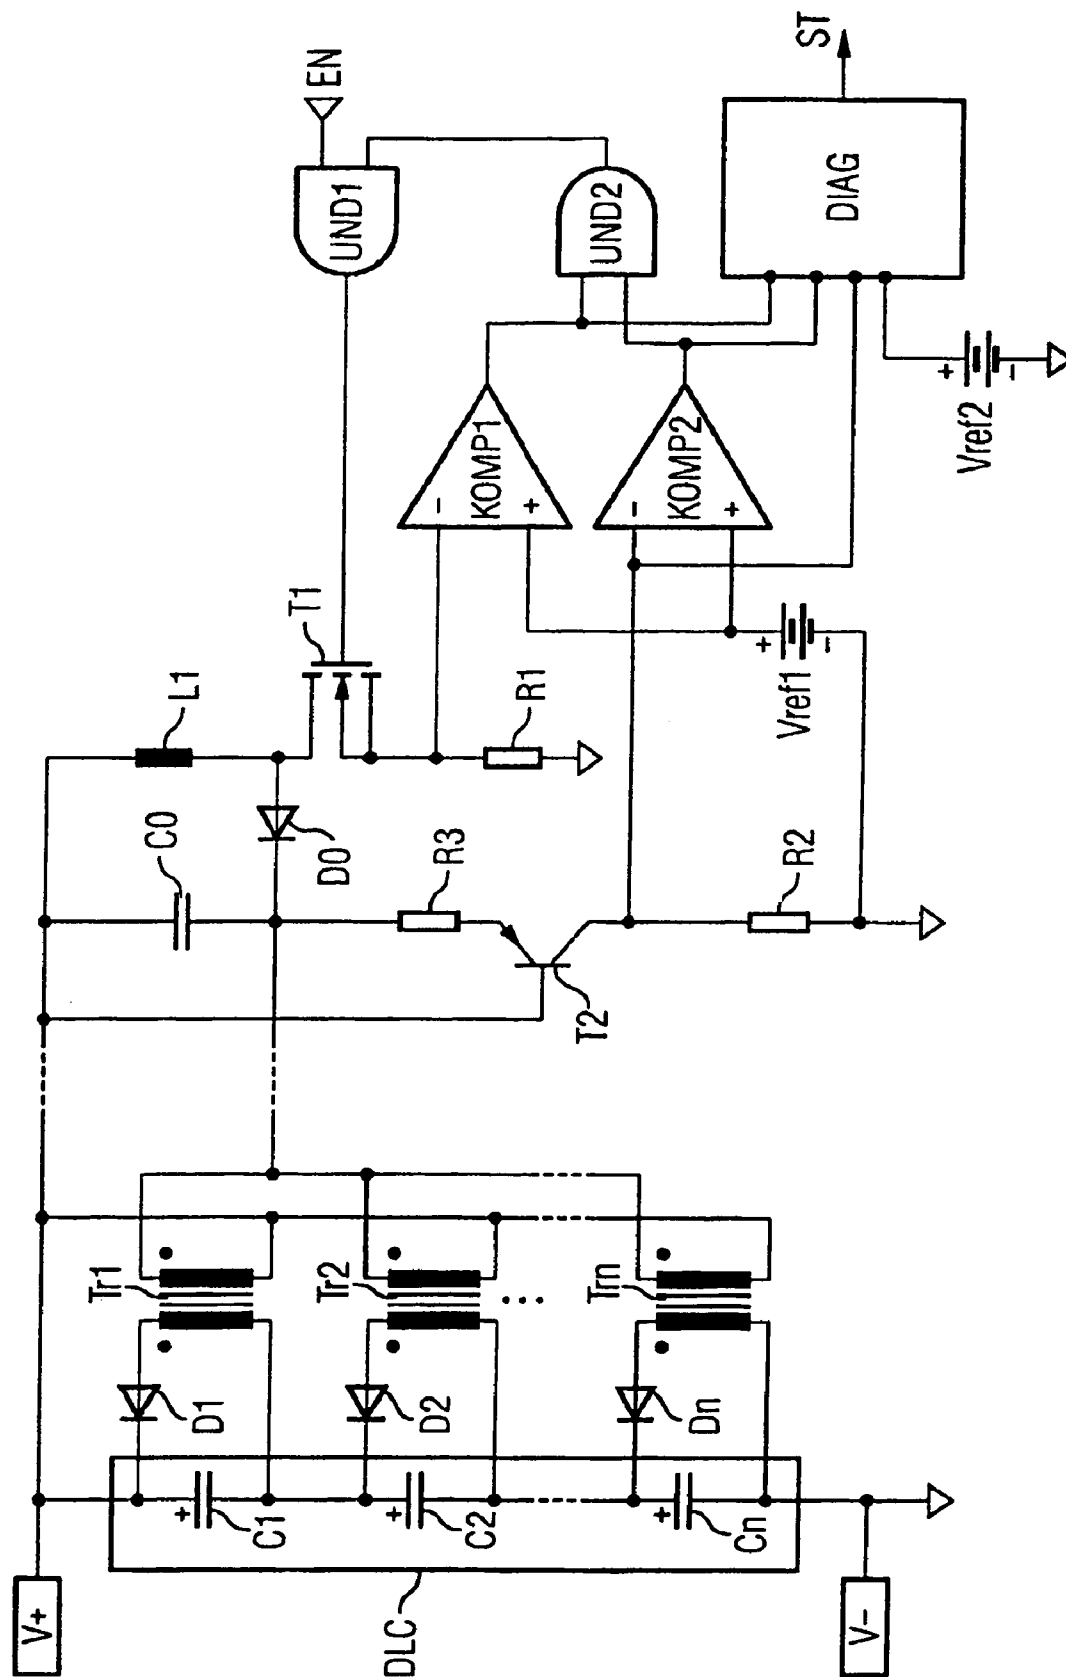 V+
DLC
V-
C1
C2
Cn
+
+
+
D1
D2
Dn
Tr1
Tr2
...
Trn
C0
D0
L1
R3
T2
R2
T1
R1
Vref1
+
-
KOMP1
-
+
KOMP2
-
+
UND1
EN
UND2
DIAG
ST
Vref2
+
-